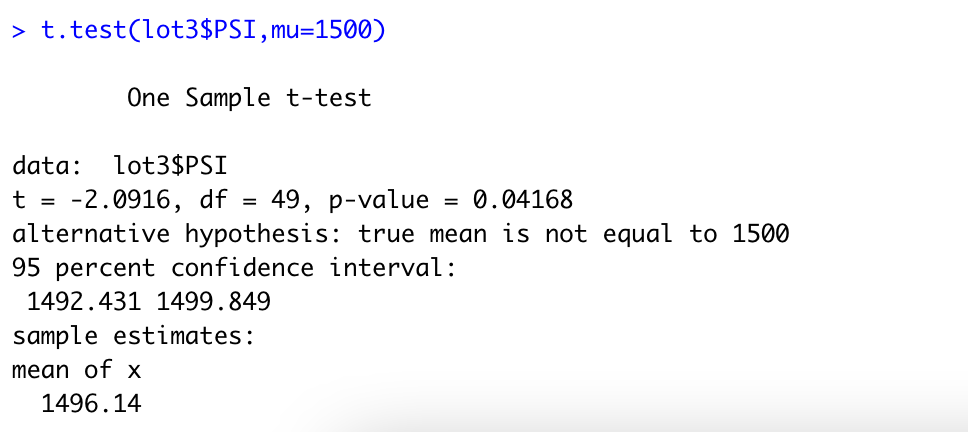 > t.test(lot3$PSI,mu=1500)
One Sample t-test
data:  lot3$PSI
t = -2.0916, df = 49, p-value = 0.04168
alternative hypothesis: true mean is not equal to 1500
95 percent confidence interval:
1492.431 1499.849
sample estimates:
mean of x
1496.14